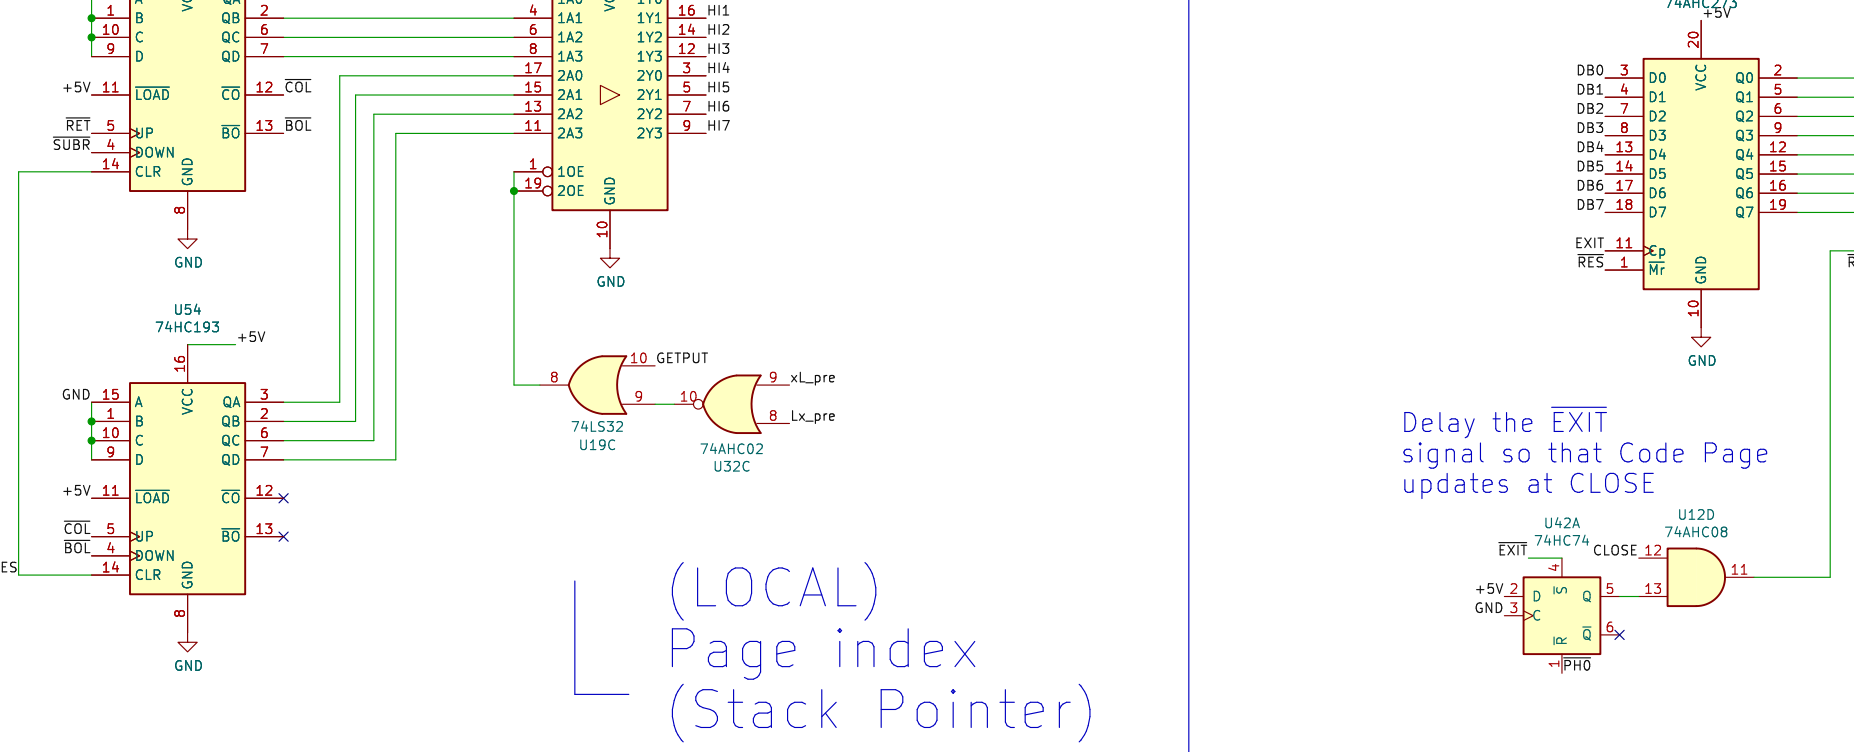 1 B QB 2
10 C QC 6
9 D QD 7
+5V 11 LOAD CO 12 COL
RET 5 UP BO 13 BOL
SUBR 4 DOWN
14 CLR
GND
8
GND
4 1A1 1Y1 16 HI1
6 1A2 1Y2 14 HI2
8 1A3 1Y3 12 HI3
17 2A0 2Y0 3 HI4
15 2A1 2Y1 5 HI5
13 2A2 2Y2 7 HI6
11 2A3 2Y3 9 HI7
1 1OE
19 2OE
GND
10
GND
74AHC273
+5V
20
VCC
DB0 3 D0 Q0 2
DB1 4 D1 Q1 5
DB2 7 D2 Q2 6
DB3 8 D3 Q3 9
DB4 13 D4 Q4 12
DB5 14 D5 Q5 15
DB6 17 D6 Q6 16
DB7 18 D7 Q7 19
EXIT 11 Cp
RES 1 Mr
GND
10
GND
U54
74HC193
+5V
16
VCC
GND 15 A QA 3
1 B QB 2
10 C QC 6
9 D QD 7
+5V 11 LOAD CO 12
COL 5 UP BO 13
BOL 4 DOWN
ES 14 CLR
GND
8
GND
8 10 GETPUT
9
74LS32
U19C
10 9 xL_pre
8 Lx_pre
74AHC02
U32C
(LOCAL)
Page index
(Stack Pointer)
Delay the EXIT
signal so that Code Page
updates at CLOSE
U42A
74HC74
EXIT
4
+5V 2 D S Q 5
GND 3 C
R Q 6
1 PH0
U12D
74AHC08
CLOSE 12
13
11